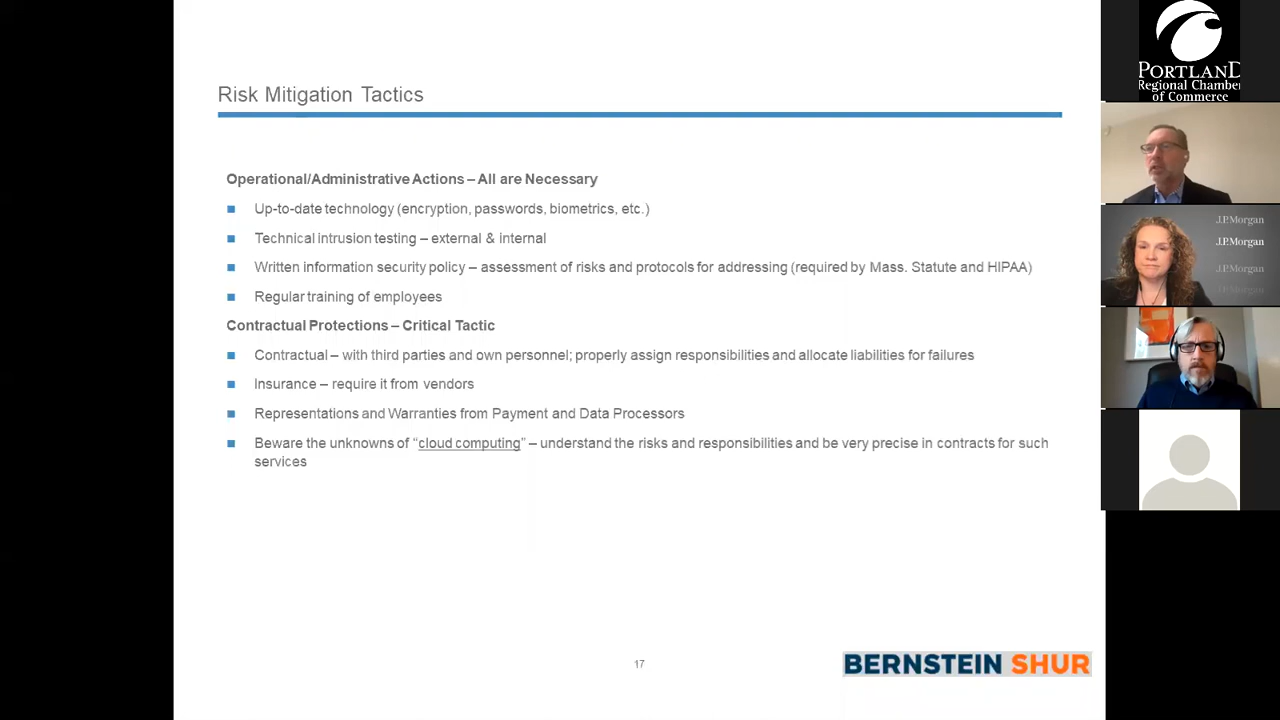 Risk Mitigation Tactics
Operational/Administrative Actions – All are Necessary
Up-to-date technology (encryption, passwords, biometrics, etc.)
Technical intrusion testing – external & internal
Written information security policy – assessment of risks and protocols for addressing (required by Mass. Statute and HIPAA)
Regular training of employees
Contractual Protections – Critical Tactic
Contractual – with third parties and own personnel; properly assign responsibilities and allocate liabilities for failures
Insurance – require it from vendors
Representations and Warranties from Payment and Data Processors
Beware the unknowns of “cloud computing” – understand the risks and responsibilities and be very precise in contracts for such
services
17
BERNSTEIN SHUR
PORTLAND
Regional Chamber
of Commerce
J.P.Morgan
J.P.Morgan
J.P.Morgan
J.P.Morgan